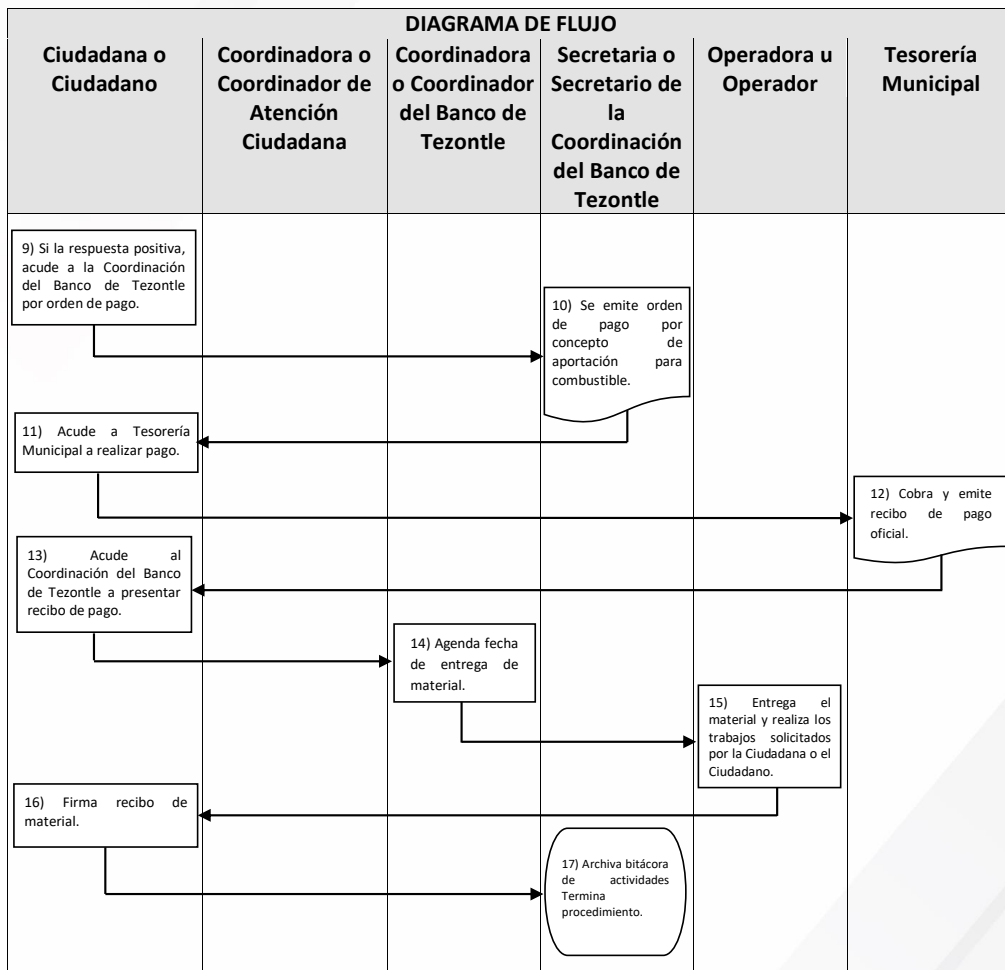 DIAGRAMA DE FLUJO
Ciudadana o
Ciudadano
Coordinadora o
Coordinador de
Atención
Ciudadana
Coordinadora
o Coordinador
del Banco de
Tezontle
Secretaria o
Secretario de
la
Coordinación
del Banco de
Tezontle
Operadora u
Operador
Tesorería
Municipal
9) Si la respuesta positiva,
acude a la Coordinación
del Banco de Tezontle
por orden de pago.
10) Se emite orden
de pago por
concepto de
aportación para
combustible.
11) Acude a Tesorería
Municipal a realizar pago.
12) Cobra y emite
recibo de pago
oficial.
13) Acude al
Coordinación del Banco
de Tezontle a presentar
recibo de pago.
14) Agenda fecha
de entrega de
material.
15) Entrega el
material y realiza los
trabajos solicitados
por la Ciudadana o el
Ciudadano.
16) Firma recibo de
material.
17) Archiva bitácora
de actividades
Termina
procedimiento.